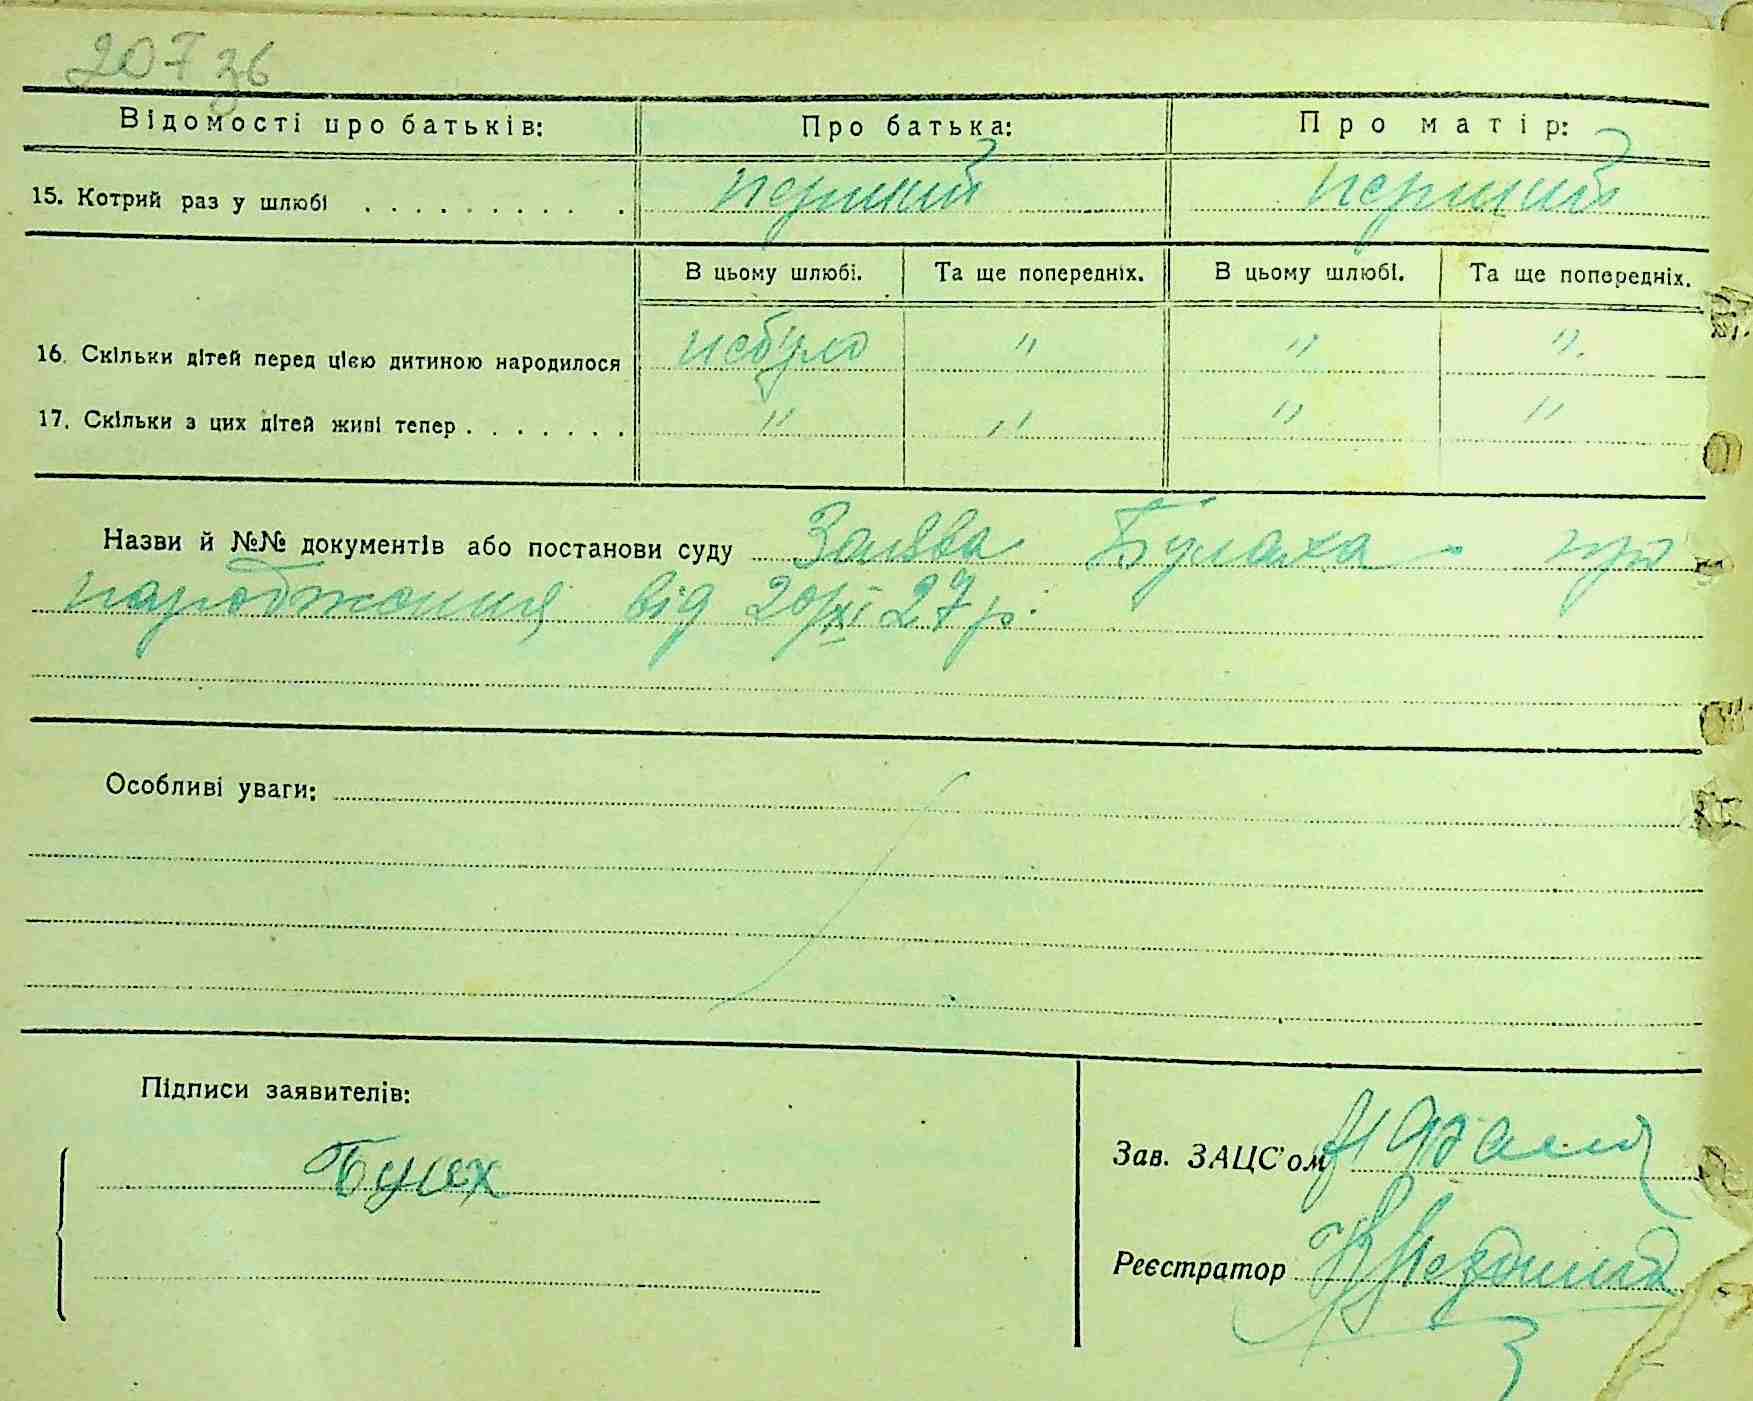 207 зв
Відомості про батьків: Про батька: Про матір:
15. Котрий раз у шлюбі . . . . . . . . . . перший перший
В цьому шлюбі. Та ще попередніх. В цьому шлюбі. Та ще попередніх.
16. Скільки дітей перед цією дитиною народилося небуло " " ".
17. Скільки з цих дітей живі тепер . . . . . . . " " " "
Назви й №№ документів або постанови суду Заява Булаха про
народження від 20/XI 27 р.
Особливі уваги:
Підписи заявителів:
Булах
Зав. ЗАЦС'ом
Реєстратор